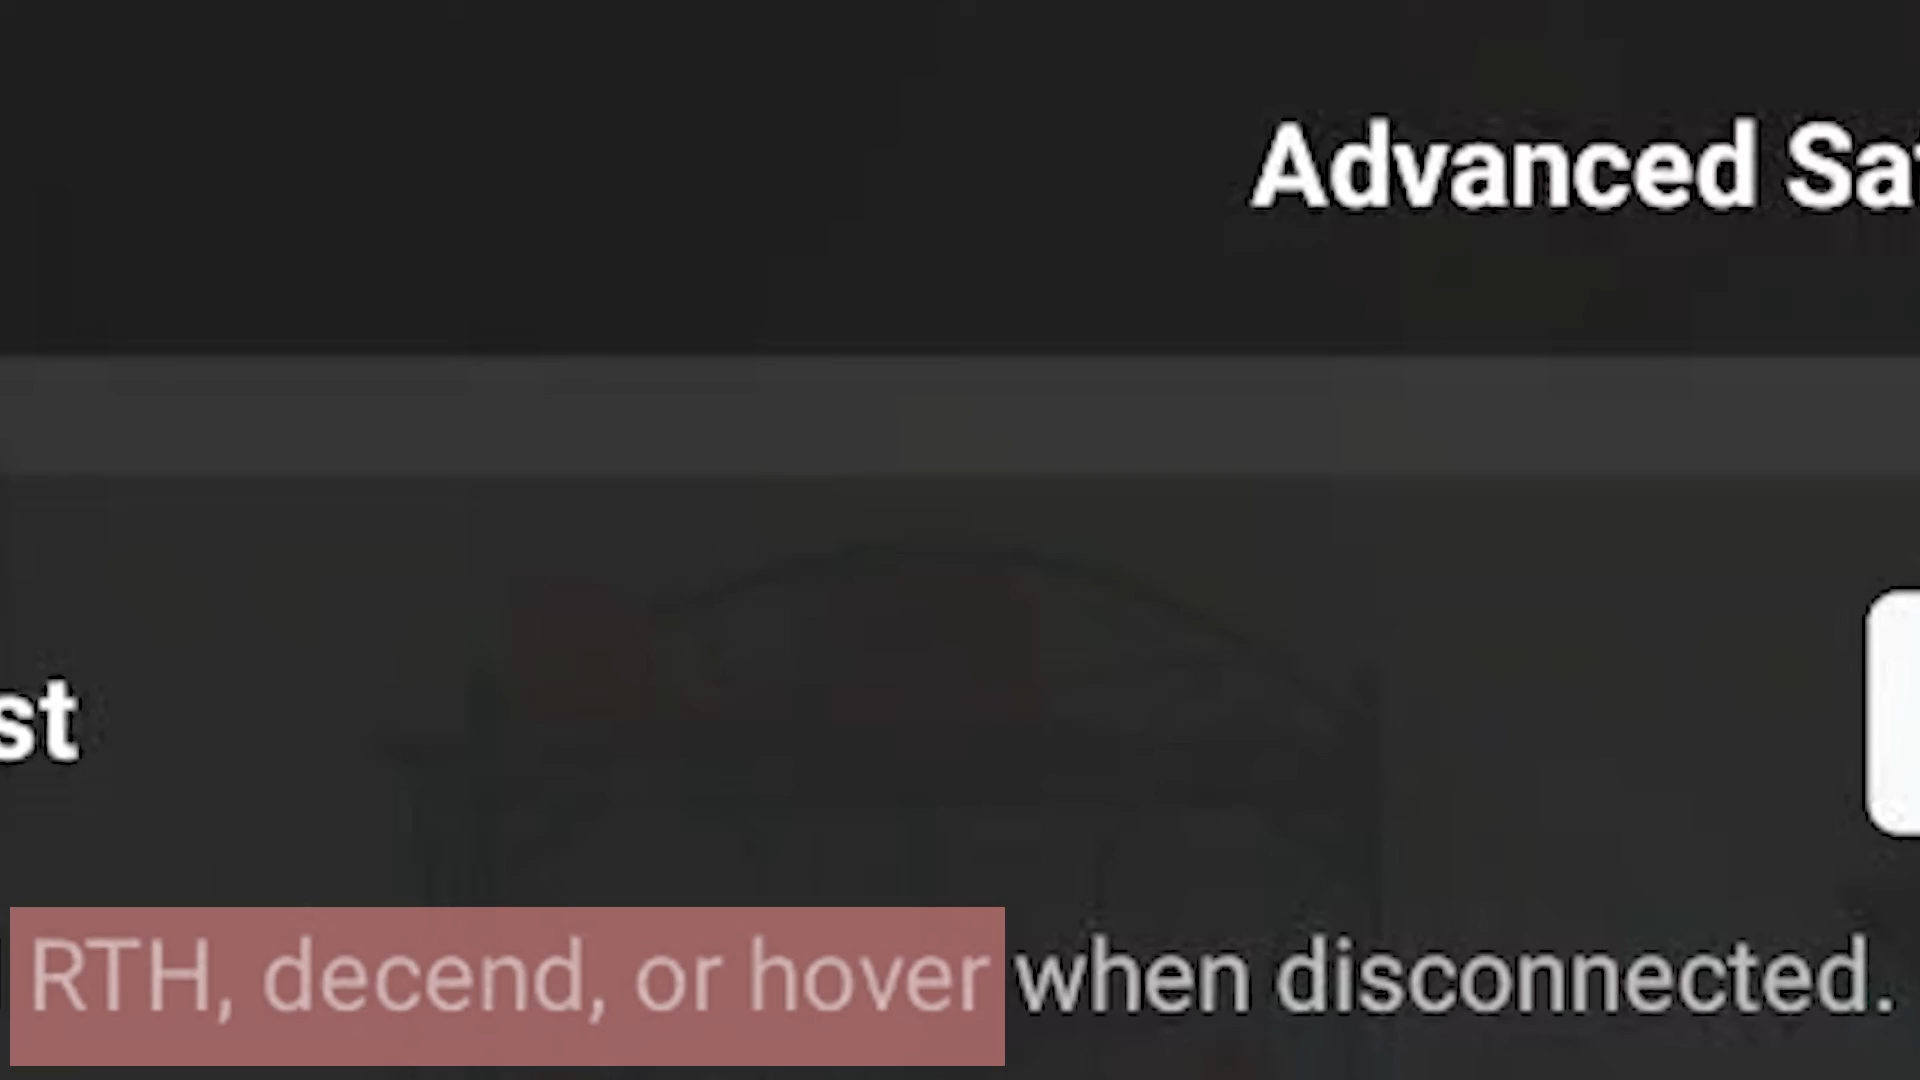 Advanced Sa
st
RTH, decend, or hover when disconnected.